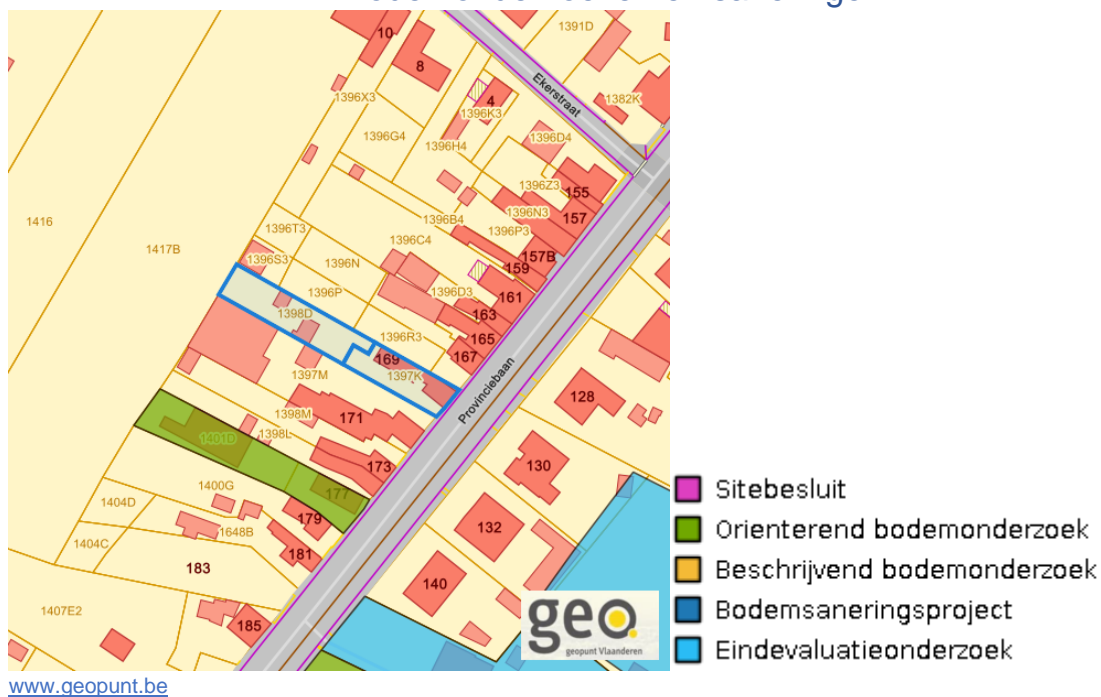 10
1391D
8
Ekerstraat
1396X3
4
1396K3
1382K
1396G4
1396H4
1396D4
1396Z3
155
1416
1396B4
1396N3
157
1417B
1396T3
1396C4
1396P3
157B
1396S3
1396N
159
1396P
1396D3
161
1398D
163
1396R3
165
169
167
1397M
1397K
Provinciebaan
128
1398M
171
1401D
1398L
173
130
1400G
177
1404D
179
132
1648B
1404C
181
183
140
1407E2
185
geo
geopunt Vlaanderen
Sitebesluit
Orienterend bodemonderzoek
Beschrijvend bodemonderzoek
Bodemsaneringsproject
Eindevaluatieonderzoek
www.geopunt.be